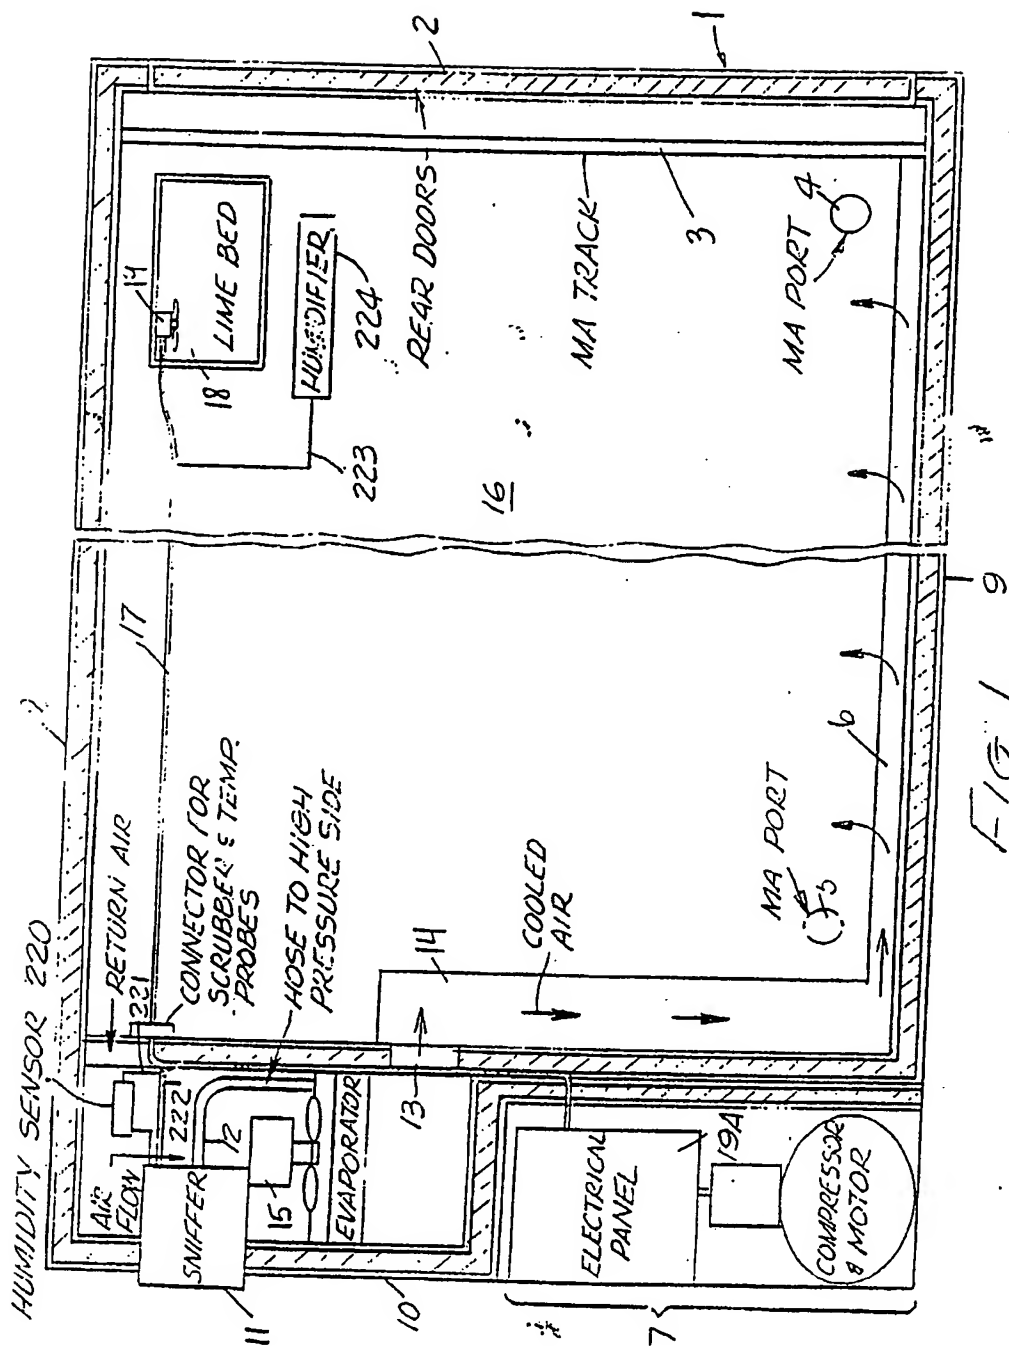 HUMIDITY SENSOR 220
2
RETURN AIR
221
AIR
FLOW
222
SNIFFER
11
12
15
EVAPORATOR
10
CONNECTOR FOR
SCRUBBER & TEMP.
PROBES
HOSE TO HIGH
PRESSURE SIDE
17
13
14
COOLED
AIR
ELECTRICAL
PANEL
19A
COMPRESSOR
& MOTOR
7
MA PORT
5
6
9
16
19
LIME BED
18
HUMIDIFIER
223
224
REAR DOORS
MA TRACK
3
MA PORT
4
2
1
FIG. 1